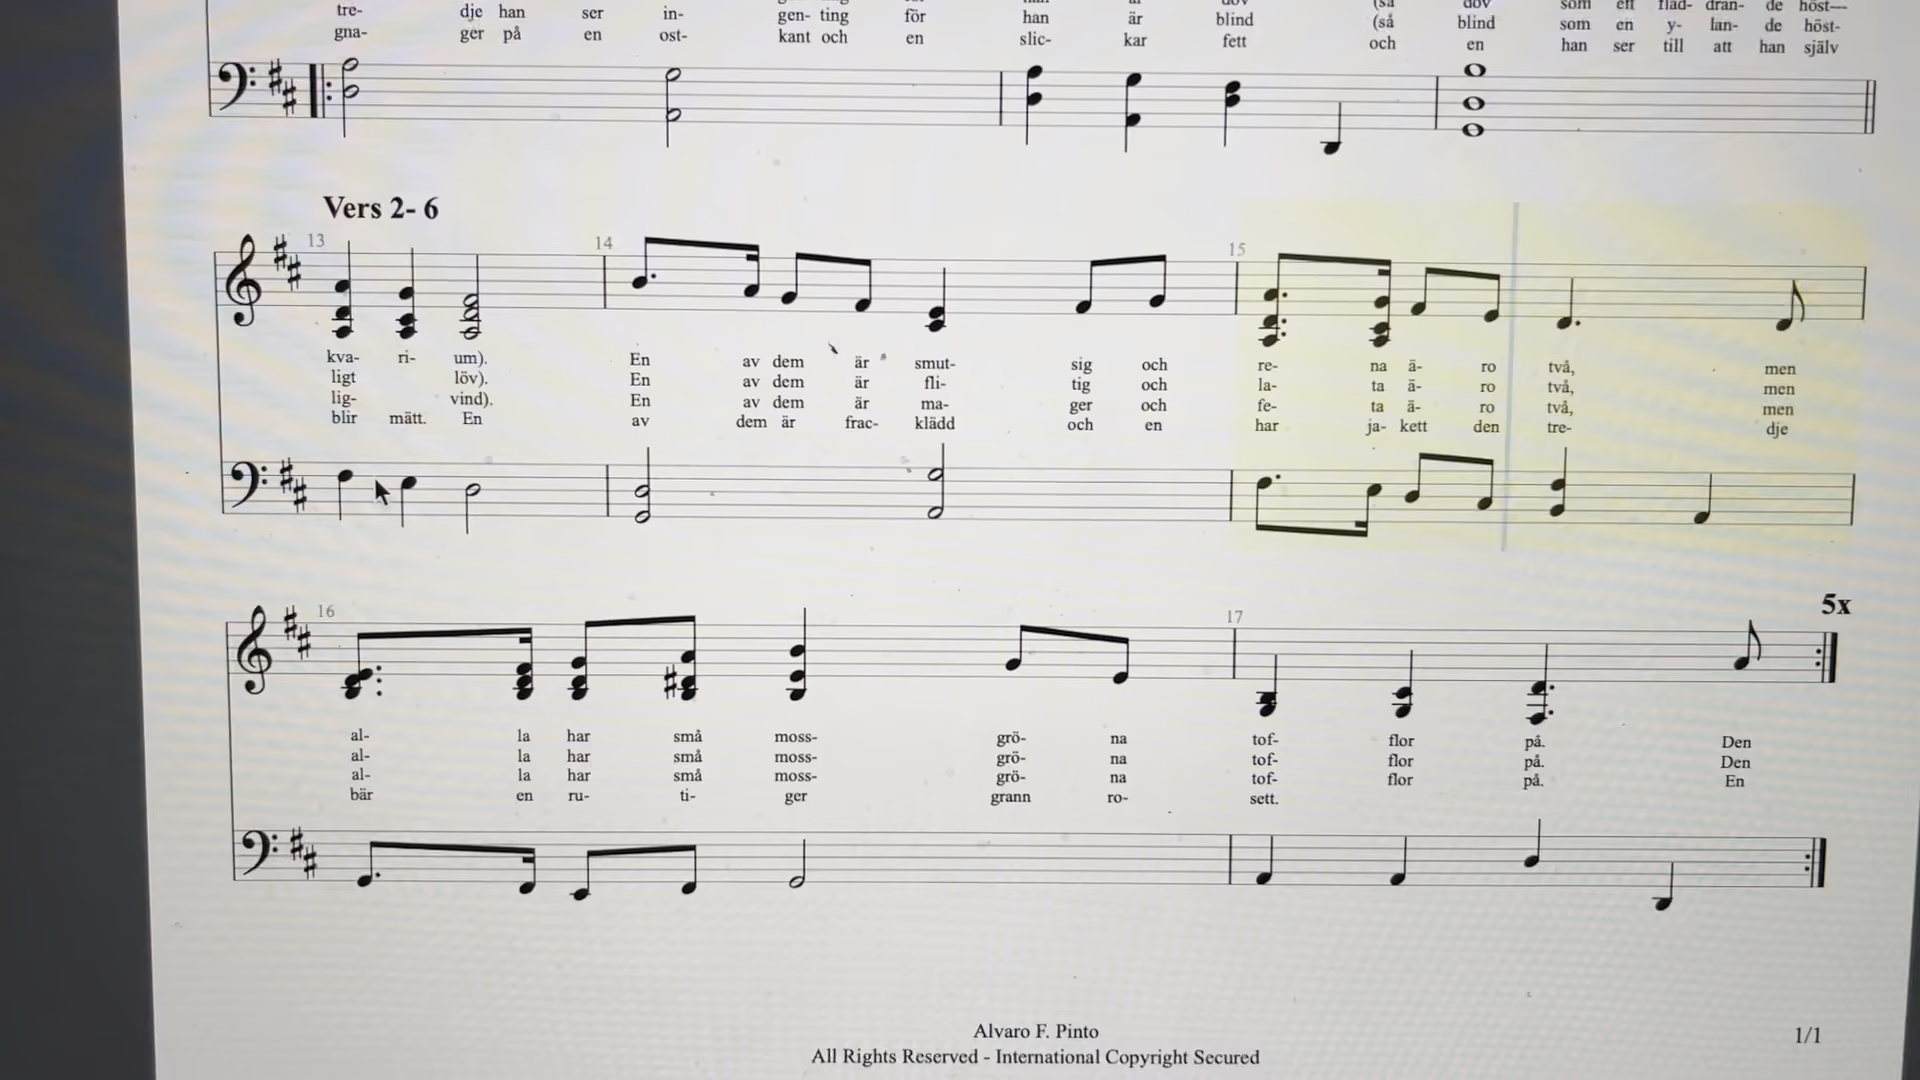 tre- dje han ser in- gen- ting för han är blind (så blind som en y- lan- de höst-
gna- ger på en ost- kant och en slic- kar fett och en han ser till att han själv
Vers 2- 6
13 14 15
kva- ri- um). En av dem är smut- sig och re- na ä- ro två, men
ligt löv). En av dem är fli- tig och la- ta ä- ro två, men
lig- vind). En av dem är ma- ger och fe- ta ä- ro två, men
blir mätt. En av dem är frac- klädd och en har ja- kett den tre- dje
5x
16 17
al- la har små moss- grö- na tof- flor på. Den
al- la har små moss- grö- na tof- flor på. Den
al- la har små moss- grö- na tof- flor på. En
bär en ru- ti- ger grann ro- sett.
Alvaro F. Pinto
1/1
All Rights Reserved - International Copyright Secured